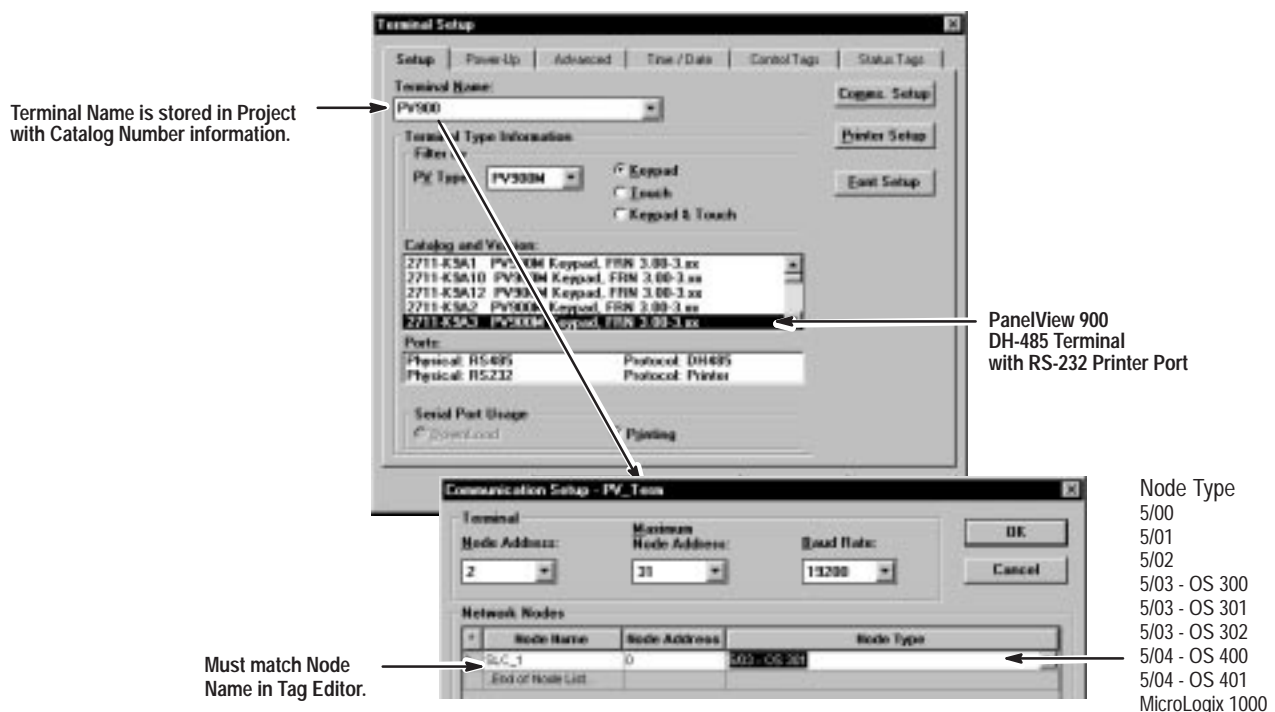 Terminal Setup
Setup
Power-Up
Advanced
Time / Date
Control Tags
Status Tags
Terminal Name:
PV900
Comms. Setup
Printer Setup
Font Setup
Terminal Name is stored in Project
with Catalog Number information.
Terminal Type Information
Filter
PV Type
PV900M
Keypad
Touch
Keypad & Touch
Catalog and Version:
2711-K9A1 PV900M Keypad, FRN 3.00-3.xx
2711-K9A10 PV900M Keypad, FRN 3.00-3.xx
2711-K9A12 PV900M Keypad, FRN 3.00-3.xx
2711-K9A2 PV900M Keypad, FRN 3.00-3.xx
2711-K9A3 PV900M Keypad, FRN 3.00-3.xx
PanelView 900
DH-485 Terminal
with RS-232 Printer Port
Ports:
Physical: RS485 Protocol: DH485
Physical: RS232 Protocol: Printer
Serial Port Usage
Download
Printing
Communication Setup - PV_Term
Terminal
Node Address:
Maximum
Node Address:
Baud Rate:
2
31
19200
OK
Cancel
Network Nodes
* Node Name Node Address Node Type
SLC_1 0 5/03 - OS 301
End of Node List
Must match Node
Name in Tag Editor.
Node Type
5/00
5/01
5/02
5/03 - OS 300
5/03 - OS 301
5/03 - OS 302
5/04 - OS 400
5/04 - OS 401
MicroLogix 1000